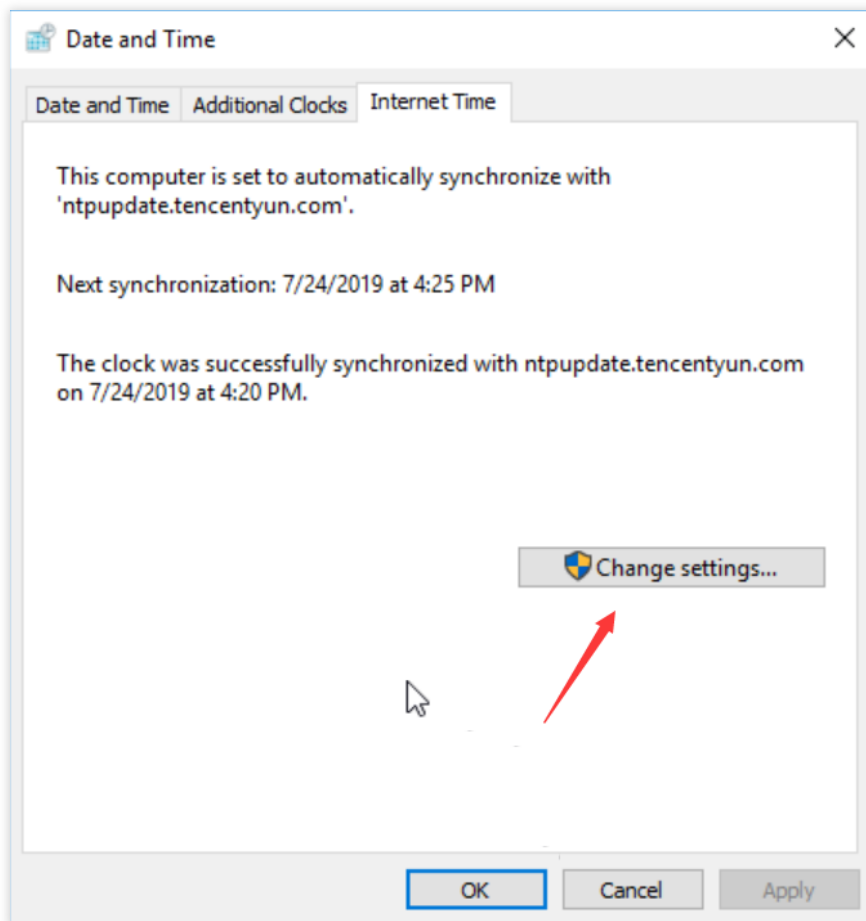 Date and Time
Date and Time
Additional Clocks
Internet Time
This computer is set to automatically synchronize with
'ntpupdate.tencentyun.com'.
Next synchronization: 7/24/2019 at 4:25 PM
The clock was successfully synchronized with ntpupdate.tencentyun.com
on 7/24/2019 at 4:20 PM.
Change settings...
OK
Cancel
Apply